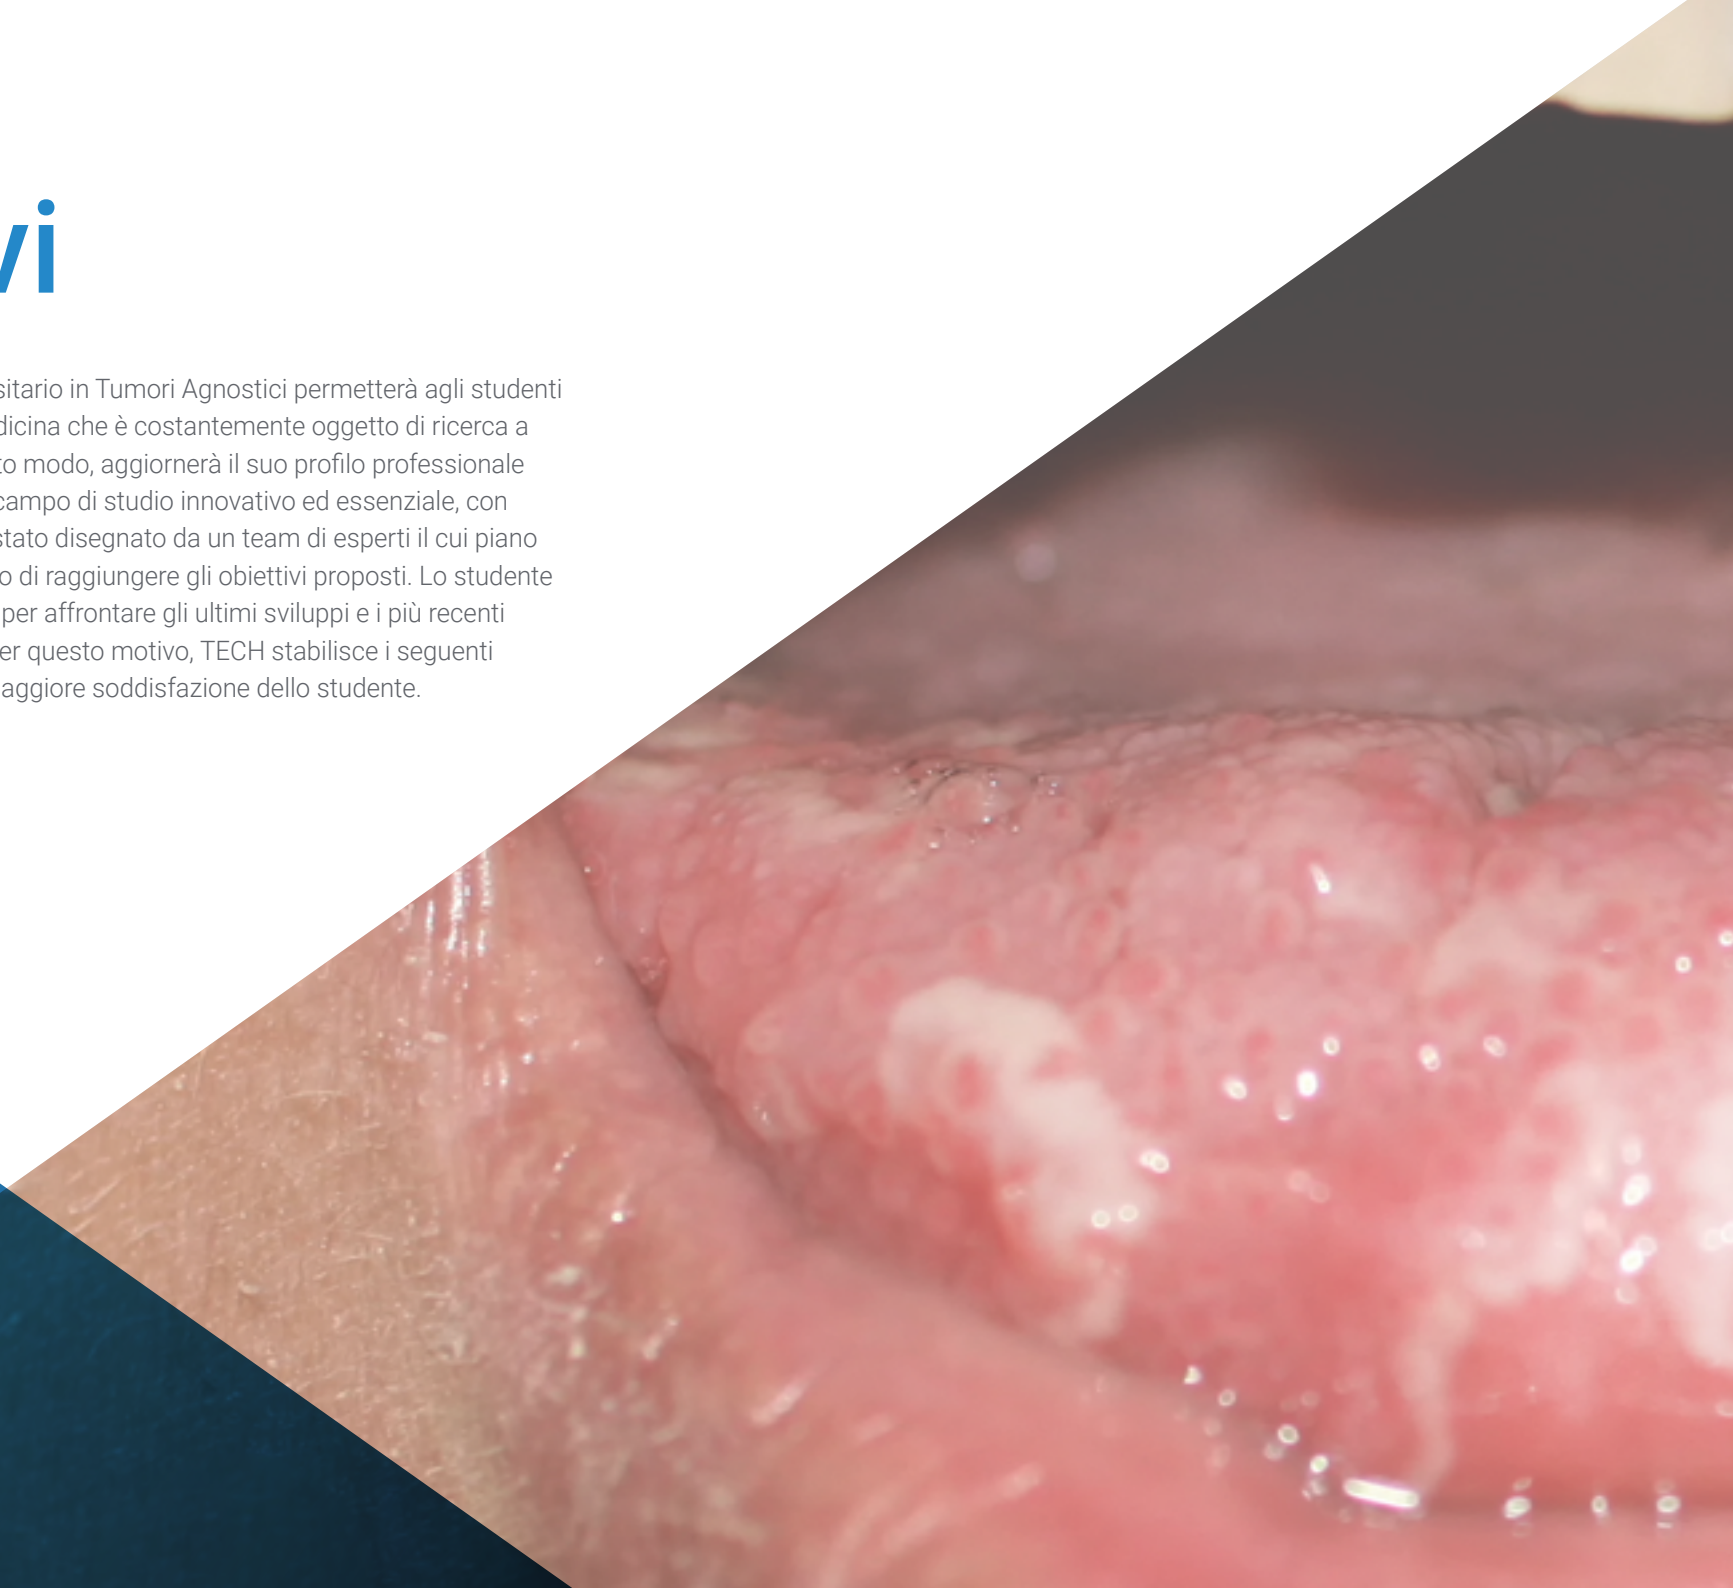 vi
sitario in Tumori Agnostici permetterà agli studenti
dicina che è costantemente oggetto di ricerca a
to modo, aggiornerà il suo profilo professionale
campo di studio innovativo ed essenziale, con
stato disegnato da un team di esperti il cui piano
o di raggiungere gli obiettivi proposti. Lo studente
per affrontare gli ultimi sviluppi e i più recenti
er questo motivo, TECH stabilisce i seguenti
aggiore soddisfazione dello studente.